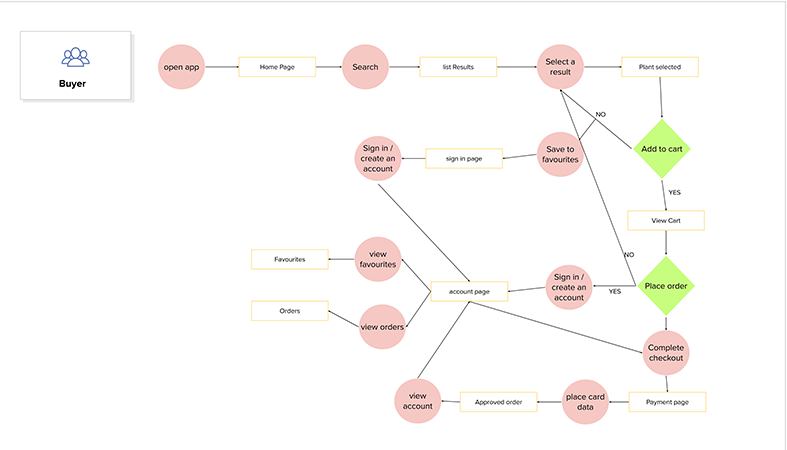 Buyer
open app
Home Page
Search
list Results
Select a
result
Plant selected
NO
Add to cart
Save to
favourites
sign in page
Sign in /
create an
account
YES
View Cart
NO
Place order
YES
Sign in /
create an
account
account page
view
favourites
Favourites
view orders
Orders
Complete
checkout
Payment page
place card
data
Approved order
view
account